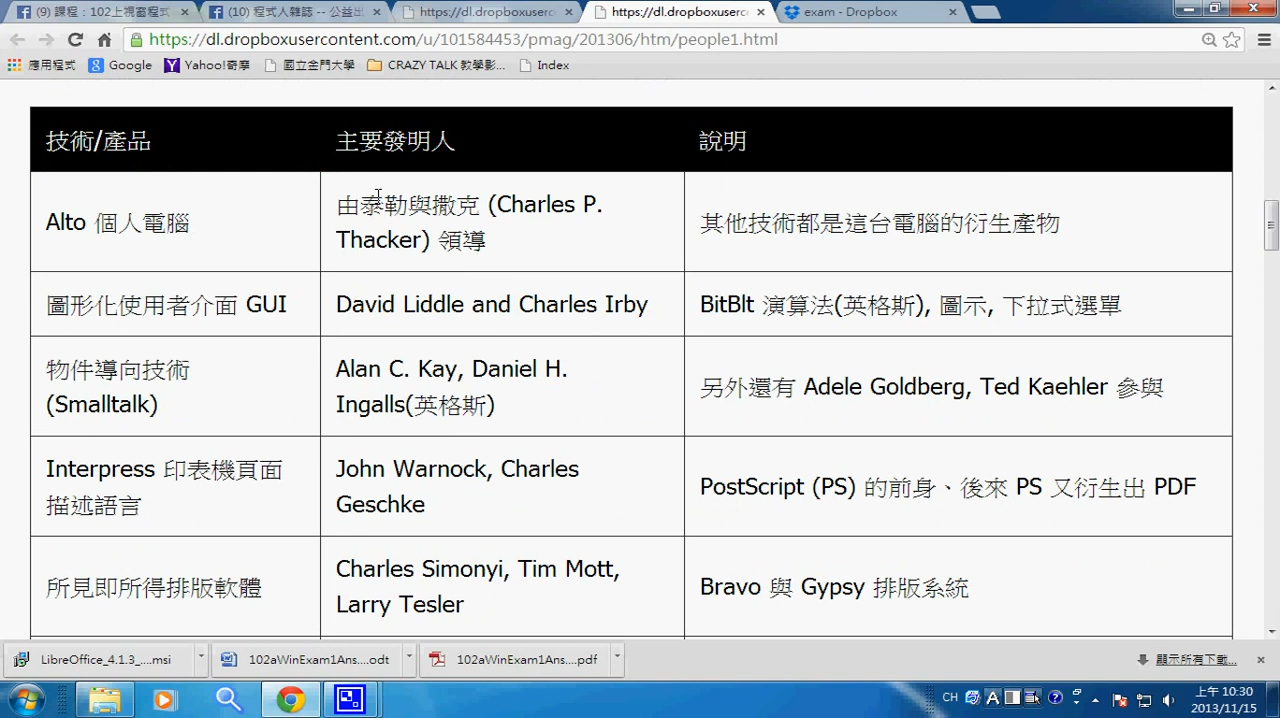 (9) 課程：102上視窗程式
(10) 程式人雜誌 -- 公益出
https://dl.dropboxuserc
https://dl.dropboxuserc
exam - Dropbox
https://dl.dropboxusercontent.com/u/101584453/pmag/201306/htm/people1.html
應用程式
Google
Yahoo!奇摩
國立金門大學
CRAZY TALK 教學影...
Index
技術/產品
主要發明人
說明
Alto 個人電腦
由泰勒與撒克 (Charles P.
Thacker) 領導
其他技術都是這台電腦的衍生產物
圖形化使用者介面 GUI
David Liddle and Charles Irby
BitBlt 演算法(英格斯), 圖示, 下拉式選單
物件導向技術
(Smalltalk)
Alan C. Kay, Daniel H.
Ingalls(英格斯)
另外還有 Adele Goldberg, Ted Kaehler 參與
Interpress 印表機頁面
描述語言
John Warnock, Charles
Geschke
PostScript (PS) 的前身、後來 PS 又衍生出 PDF
所見即所得排版軟體
Charles Simonyi, Tim Mott,
Larry Tesler
Bravo 與 Gypsy 排版系統
LibreOffice_4.1.3_....msi
102aWinExam1Ans....odt
102aWinExam1Ans....pdf
顯示所有下載...
CH
A
上午 10:30
2013/11/15